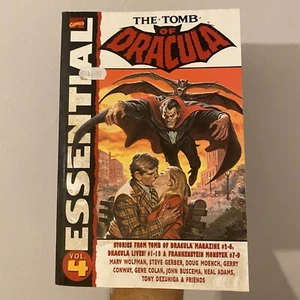 MARVEL COMICS
THE TOMB
OF
DRACULA
ESSENTIAL
VOL.
4
STORIES FROM TOMB OF DRACULA MAGAZINE #2-6,
DRACULA LIVES! #1-13 & FRANKENSTEIN MONSTER #7-9
MARV WOLFMAN, STEVE GERBER, DOUG MOENCH, GERRY
CONWAY, GENE COLAN, JOHN BUSCEMA, NEAL ADAMS,
TONY DEZUNIGA & FRIENDS